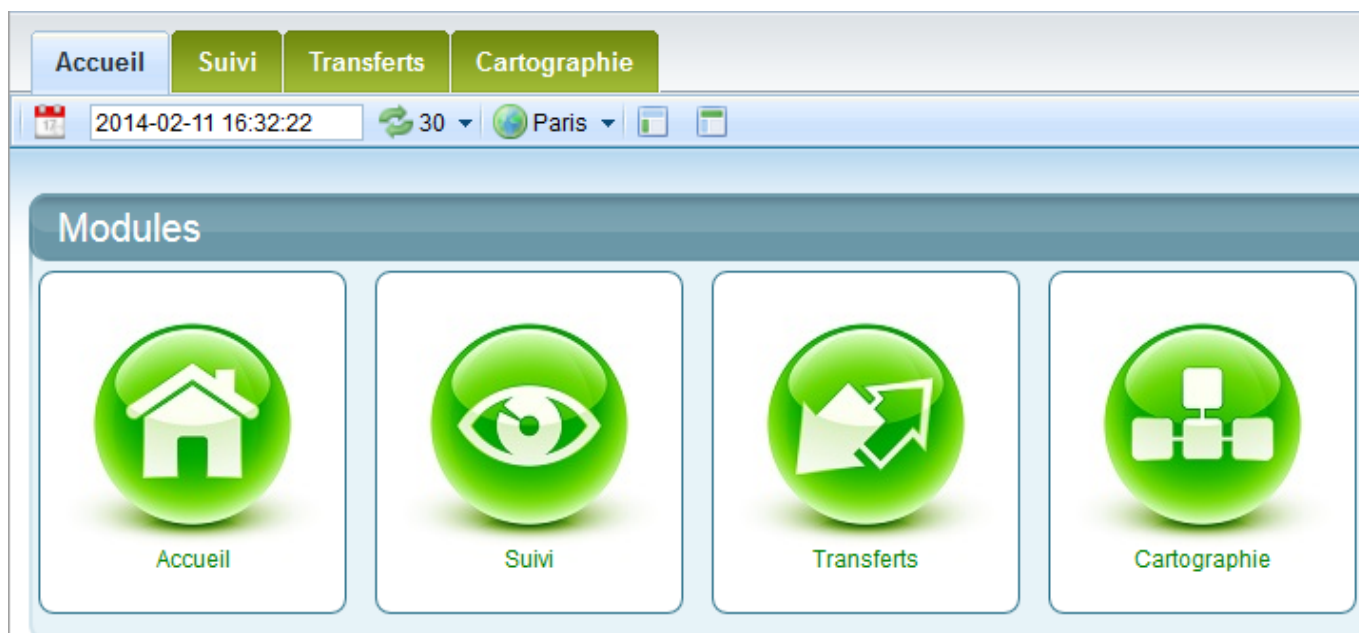 Accueil Suivi Transferts Cartographie
2014-02-11 16:32:22 30 Paris
Modules
Accueil Suivi Transferts Cartographie